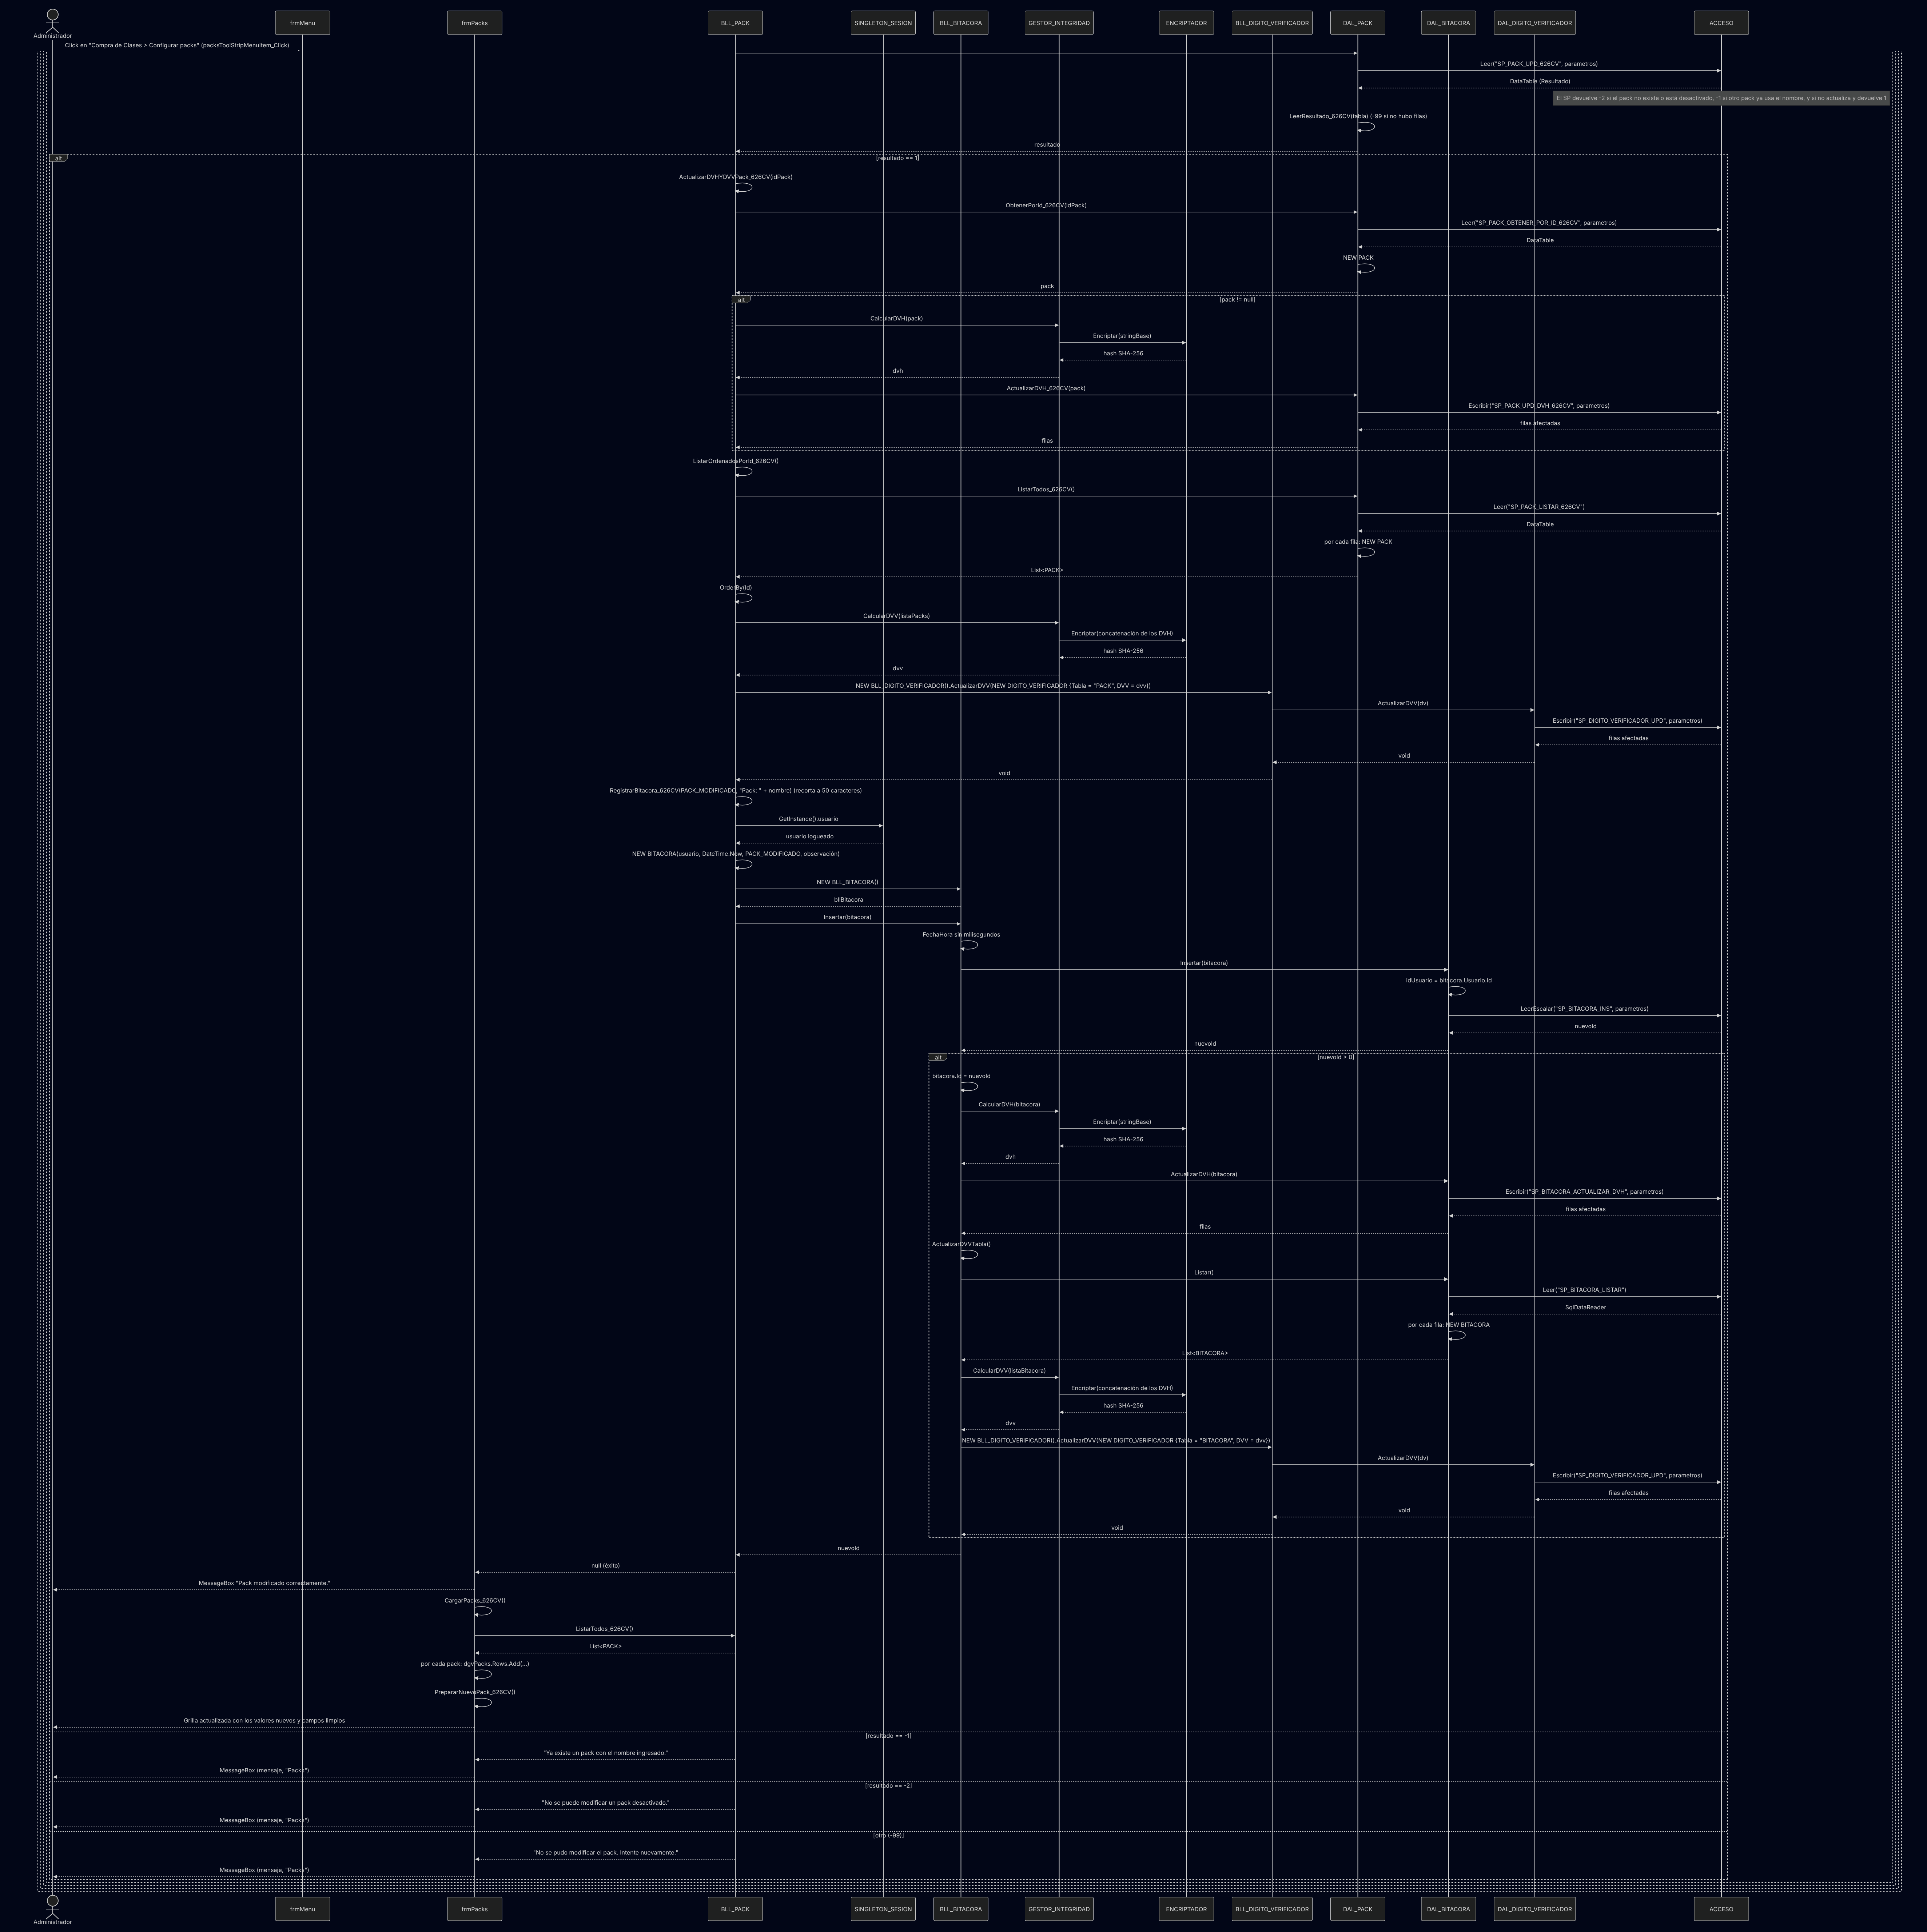 Administrador
frmMenu
frmPacks
BLL_PACK
SINGLETON_SESION
BLL_BITACORA
GESTOR_INTEGRIDAD
ENCRIPTADOR
BLL_DIGITO_VERIFICADOR
DAL_PACK
DAL_BITACORA
DAL_DIGITO_VERIFICADOR
ACCESO
Click en "Compra de Clases > Configurar packs" (packsToolStripMenuItem_Click)
Leer("SP_PACK_UPD_626CV", parametros)
DataTable (Resultado)
El SP devuelve -2 si el pack no existe o está desactivado, -1 si otro pack ya usa el nombre, y si no actualiza y devuelve 1
LeerResultado_626CV(tabla) (-99 si no hubo filas)
resultado
alt
[resultado == 1]
ActualizarDVHYDVVPack_626CV(idPack)
ObtenerPorId_626CV(idPack)
Leer("SP_PACK_OBTENER_POR_ID_626CV", parametros)
DataTable
NEW PACK
pack
alt
[pack != null]
CalcularDVH(pack)
Encriptar(stringBase)
hash SHA-256
dvh
ActualizarDVH_626CV(pack)
Escribir("SP_PACK_UPD_DVH_626CV", parametros)
filas afectadas
filas
ListarOrdenadosPorId_626CV()
ListarTodos_626CV()
Leer("SP_PACK_LISTAR_626CV")
DataTable
por cada fila: NEW PACK
List<PACK>
OrderBy(Id)
CalcularDVV(listaPacks)
Encriptar(concatenación de los DVH)
hash SHA-256
dvv
NEW BLL_DIGITO_VERIFICADOR().ActualizarDVV(NEW DIGITO_VERIFICADOR {Tabla = "PACK", DVV = dvv})
ActualizarDVV(dv)
Escribir("SP_DIGITO_VERIFICADOR_UPD", parametros)
filas afectadas
void
void
RegistrarBitacora_626CV(PACK_MODIFICADO, "Pack: " + nombre) (recorta a 50 caracteres)
GetInstance().usuario
usuario logueado
NEW BITACORA(usuario, DateTime.Now, PACK_MODIFICADO, observación)
NEW BLL_BITACORA()
bllBitacora
Insertar(bitacora)
FechaHora sin milisegundos
Insertar(bitacora)
idUsuario = bitacora.Usuario.Id
LeerEscalar("SP_BITACORA_INS", parametros)
nuevoId
nuevoId
alt
[nuevoId > 0]
bitacora.Id = nuevoId
CalcularDVH(bitacora)
Encriptar(stringBase)
hash SHA-256
dvh
ActualizarDVH(bitacora)
Escribir("SP_BITACORA_ACTUALIZAR_DVH", parametros)
filas afectadas
filas
ActualizarDVVTabla()
Listar()
Leer("SP_BITACORA_LISTAR")
SqlDataReader
por cada fila: NEW BITACORA
List<BITACORA>
CalcularDVV(listaBitacora)
Encriptar(concatenación de los DVH)
hash SHA-256
dvv
NEW BLL_DIGITO_VERIFICADOR().ActualizarDVV(NEW DIGITO_VERIFICADOR {Tabla = "BITACORA", DVV = dvv})
ActualizarDVV(dv)
Escribir("SP_DIGITO_VERIFICADOR_UPD", parametros)
filas afectadas
void
void
nuevoId
null (éxito)
MessageBox "Pack modificado correctamente."
CargarPacks_626CV()
ListarTodos_626CV()
List<PACK>
por cada pack: dgvPacks.Rows.Add(...)
PrepararNuevoPack_626CV()
Grilla actualizada con los valores nuevos y campos limpios
[resultado == -1]
"Ya existe un pack con el nombre ingresado."
MessageBox (mensaje, "Packs")
[resultado == -2]
"No se puede modificar un pack desactivado."
MessageBox (mensaje, "Packs")
[otro (-99)]
"No se pudo modificar el pack. Intente nuevamente."
MessageBox (mensaje, "Packs")
Administrador
frmMenu
frmPacks
BLL_PACK
SINGLETON_SESION
BLL_BITACORA
GESTOR_INTEGRIDAD
ENCRIPTADOR
BLL_DIGITO_VERIFICADOR
DAL_PACK
DAL_BITACORA
DAL_DIGITO_VERIFICADOR
ACCESO